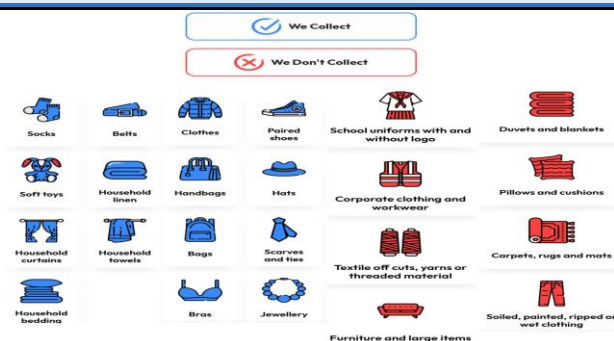 We Collect
We Don't Collect
Socks
Belts
Clothes
Paired
shoes
School uniforms with and
without logo
Duvets and blankets
Soft toys
Household
linen
Handbags
Hats
Corporate clothing and
workwear
Pillows and cushions
Household
curtains
Household
towels
Bags
Scarves
and ties
Textile off cuts, yarns or
threaded material
Carpets, rugs and mats
Household
bedding
Bras
Jewellery
Furniture and large items
Soiled, painted, ripped or
wet clothing